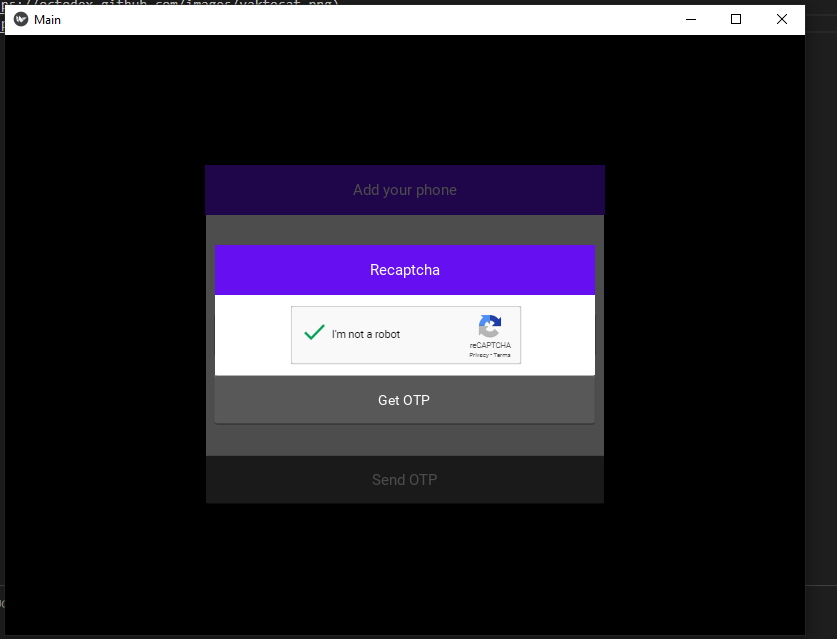 ps://octodex.github.com/images/yaktocat.png)
Main
Add your phone
Recaptcha
I'm not a robot
reCAPTCHA
Privacy - Terms
Get OTP
Send OTP